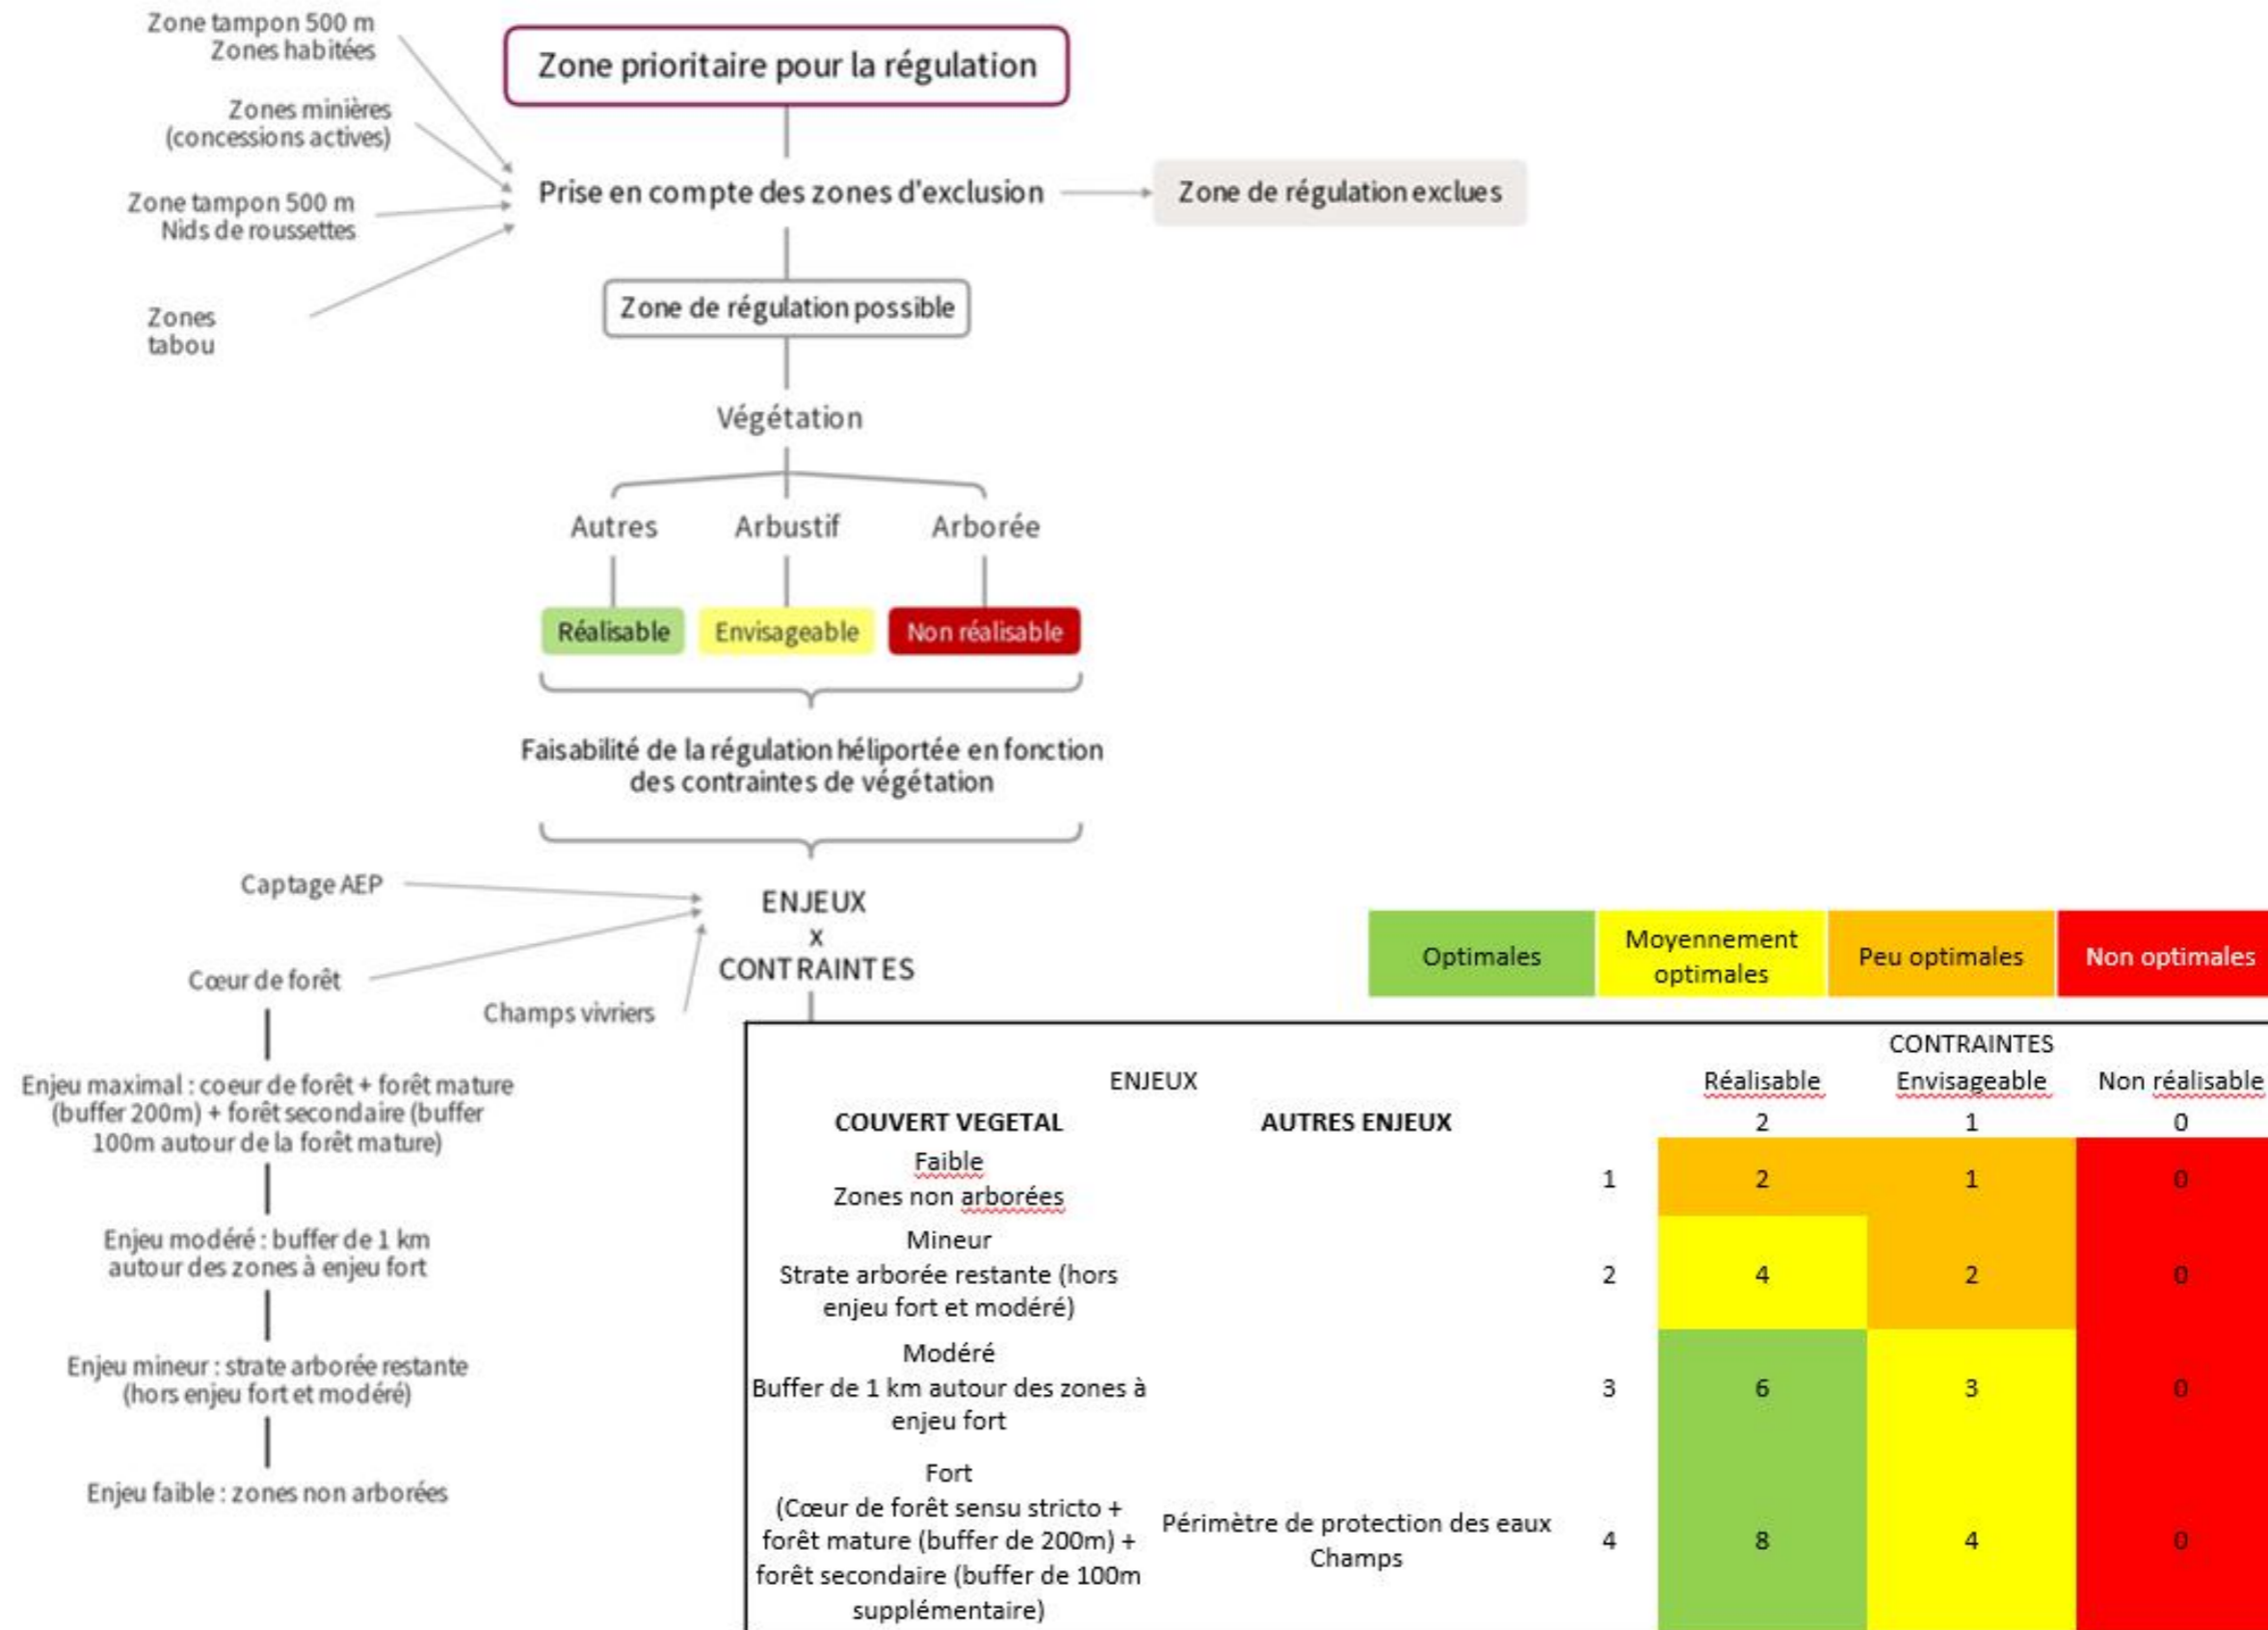 Zone tampon 500 m
Zones habitées
Zone prioritaire pour la régulation
Zones minières
(concessions actives)
Zone tampon 500 m
Nids de roussettes
Prise en compte des zones d'exclusion
Zone de régulation exclues
Zones
tabou
Zone de régulation possible
Végétation
Autres
Arbustif
Arborée
Réalisable
Envisageable
Non réalisable
Faisabilité de la régulation héliportée en fonction
des contraintes de végétation
Captage AEP
ENJEUX
x
CONTRAINTES
Cœur de forêt
Champs vivriers
Enjeu maximal : coeur de forêt + forêt mature
(buffer 200m) + forêt secondaire (buffer
100m autour de la forêt mature)
Enjeu modéré : buffer de 1 km
autour des zones à enjeu fort
Enjeu mineur : strate arborée restante
(hors enjeu fort et modéré)
Enjeu faible : zones non arborées
Optimales
Moyennement
optimales
Peu optimales
Non optimales
CONTRAINTES
ENJEUX
Réalisable
Envisageable
Non réalisable
COUVERT VEGETAL
AUTRES ENJEUX
2
1
0
Faible
Zones non arborées
1
2
1
0
Mineur
Strate arborée restante (hors
enjeu fort et modéré)
2
4
2
0
Modéré
Buffer de 1 km autour des zones à
enjeu fort
3
6
3
0
Fort
(Cœur de forêt sensu stricto +
forêt mature (buffer de 200m) +
forêt secondaire (buffer de 100m
supplémentaire)
Périmètre de protection des eaux
Champs
4
8
4
0